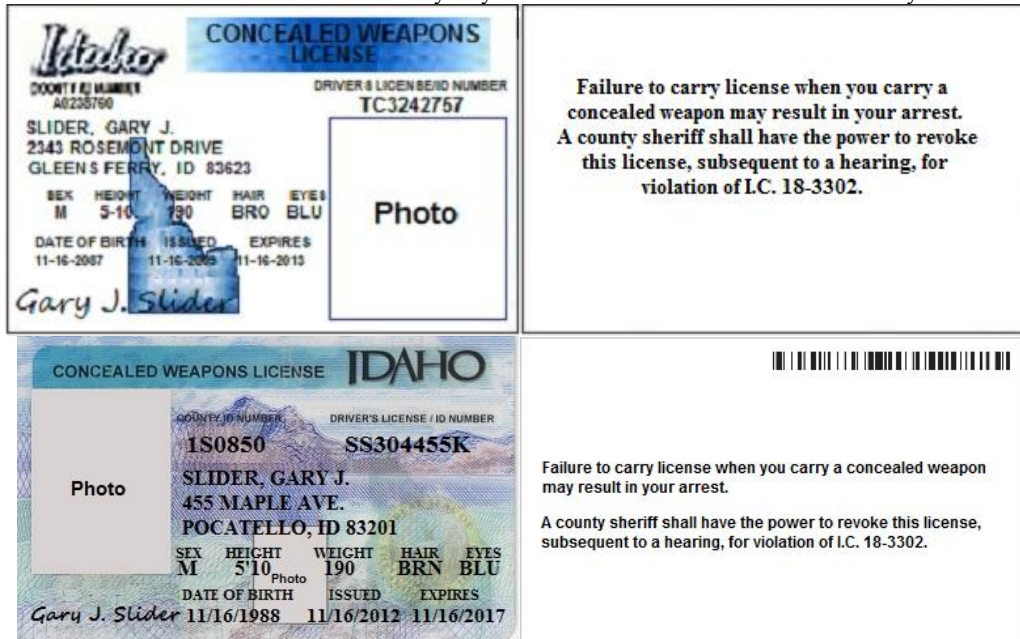 Idaho
CONCEALED WEAPONS
LICENSE
COUNTY ID NUMBER
A0238760
DRIVER'S LICENSE/ID NUMBER
TC3242757
SLIDER, GARY J.
2343 ROSEMONT DRIVE
GLEENS FERRY, ID 83623
SEX HEIGHT WEIGHT HAIR EYES
M 5-10 190 BRO BLU
Photo
DATE OF BIRTH ISSUED EXPIRES
11-16-2087 11-16-2009 11-16-2013
Gary J. Slider
Failure to carry license when you carry a
concealed weapon may result in your arrest.
A county sheriff shall have the power to revoke
this license, subsequent to a hearing, for
violation of I.C. 18-3302.
CONCEALED WEAPONS LICENSE IDAHO
COUNTY ID NUMBER DRIVER'S LICENSE / ID NUMBER
1S0850 SS304455K
Photo
SLIDER, GARY J.
455 MAPLE AVE.
POCATELLO, ID 83201
SEX HEIGHT WEIGHT HAIR EYES
M 5'10 190 BRN BLU
Photo
DATE OF BIRTH ISSUED EXPIRES
Gary J. Slider 11/16/1988 11/16/2012 11/16/2017
Failure to carry license when you carry a concealed weapon
may result in your arrest.
A county sheriff shall have the power to revoke this license,
subsequent to a hearing, for violation of I.C. 18-3302.